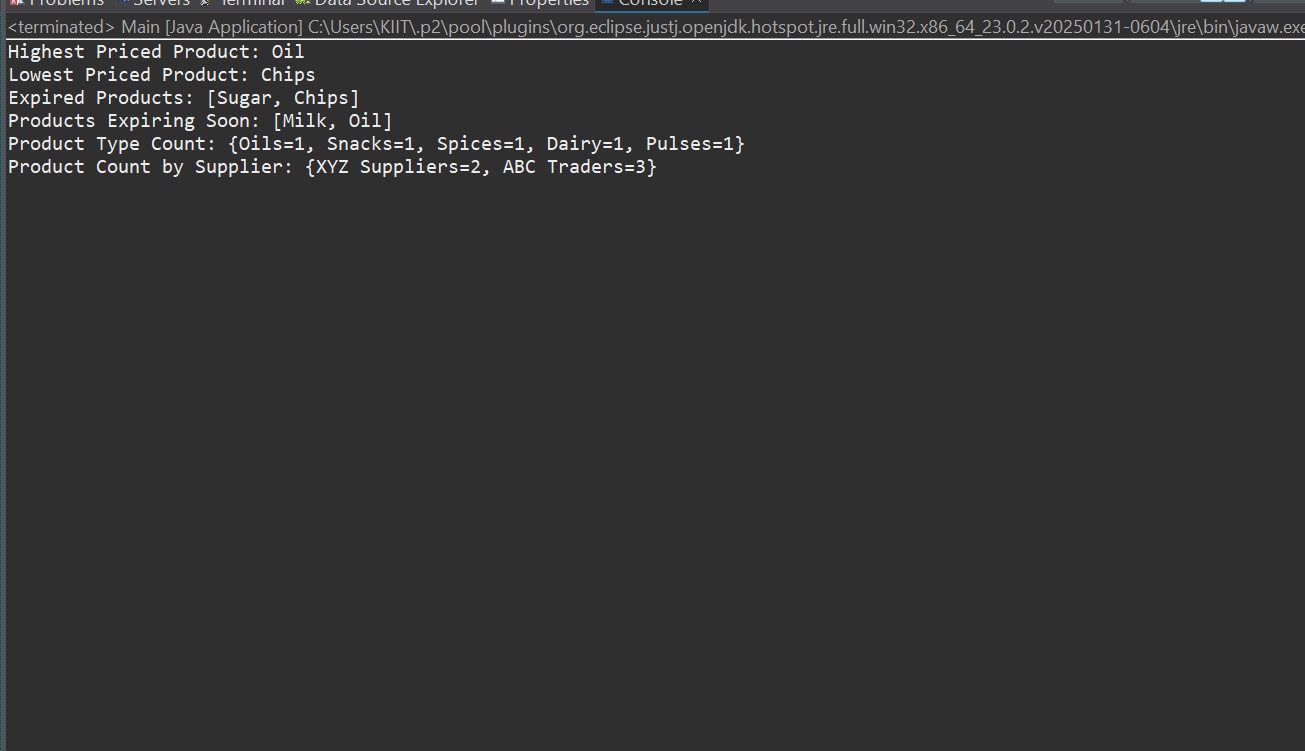 Problems Servers Terminal Data Source Explorer Properties Console
<terminated> Main [Java Application] C:\Users\KIIT\.p2\pool\plugins\org.eclipse.justj.openjdk.hotspot.jre.full.win32.x86_64_23.0.2.v20250131-0604\jre\bin\javaw.exe
Highest Priced Product: Oil
Lowest Priced Product: Chips
Expired Products: [Sugar, Chips]
Products Expiring Soon: [Milk, Oil]
Product Type Count: {Oils=1, Snacks=1, Spices=1, Dairy=1, Pulses=1}
Product Count by Supplier: {XYZ Suppliers=2, ABC Traders=3}